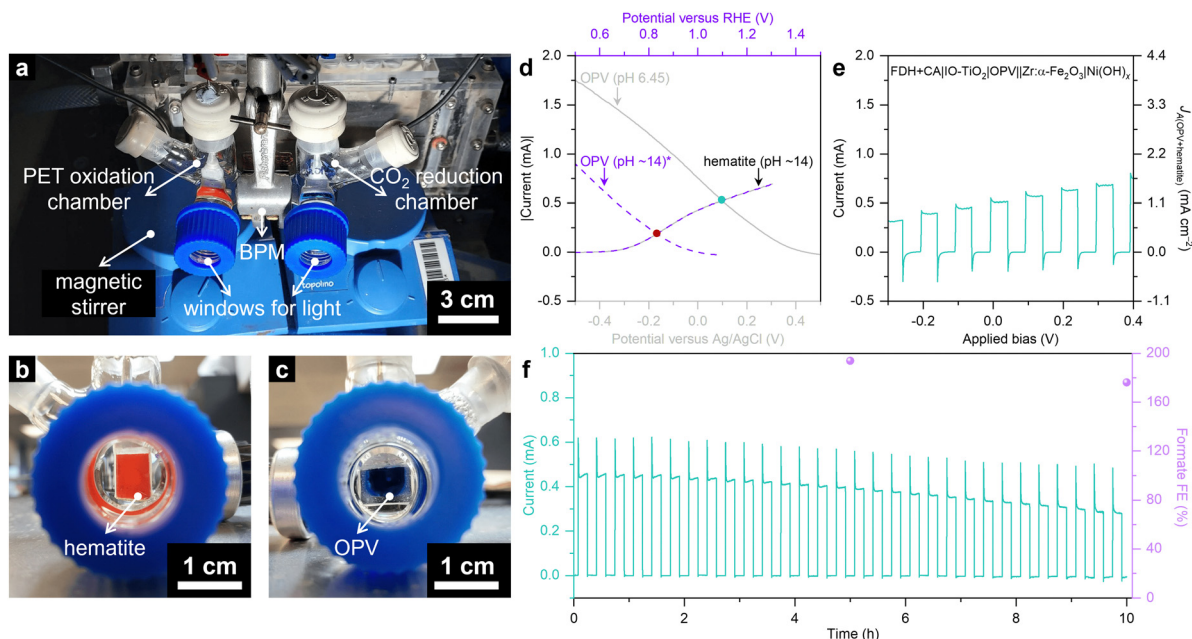 a
PET oxidation
chamber
CO₂ reduction
chamber
BPM
magnetic
stirrer
windows for light
topolino
3 cm
b
hematite
1 cm
c
OPV
1 cm
d
Potential versus RHE (V)
0.6 0.8 1.0 1.2 1.4
|Current (mA)|
2.0
1.5
1.0
0.5
0.0
-0.5
OPV (pH 6.45)
OPV (pH ~14)*
hematite (pH ~14)
-0.4 -0.2 0.0 0.2 0.4
Potential versus Ag/AgCl (V)
e
FDH+CA|IO-TiO₂|OPV||Zr:α-Fe₂O₃|Ni(OH)ₓ
Current (mA)
2.0
1.5
1.0
0.5
0.0
-0.5
4.4
3.3
2.2
1.1
0.0
-1.1
J_A(OPV+hematite) (mA cm⁻²)
-0.2 0.0 0.2 0.4
Applied bias (V)
f
Current (mA)
1.0
0.8
0.6
0.4
0.2
0.0
200
160
120
80
40
0
Formate FE (%)
0 2 4 6 8 10
Time (h)